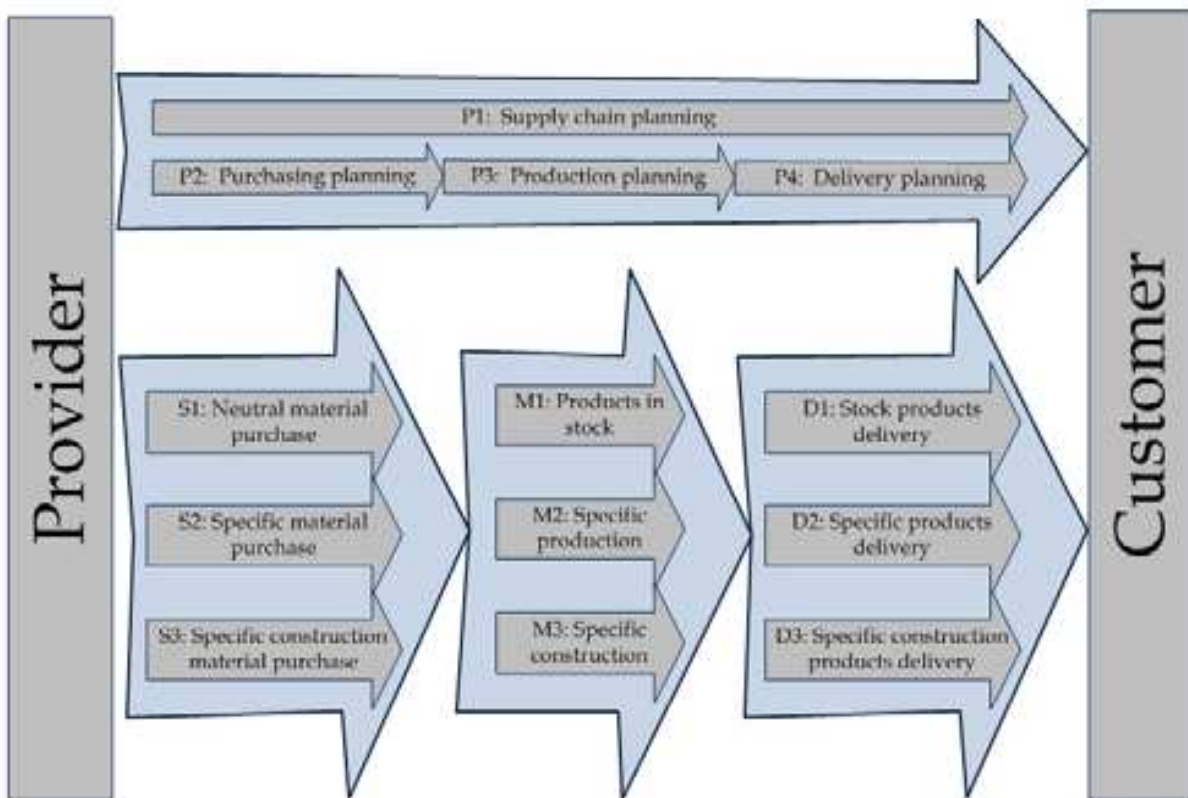 Provider
P1: Supply chain planning
P2: Purchasing planning
P3: Production planning
P4: Delivery planning
S1: Neutral material
purchase
S2: Specific material
purchase
S3: Specific construction
material purchase
M1: Products in
stock
M2: Specific
production
M3: Specific
construction
D1: Stock products
delivery
D2: Specific products
delivery
D3: Specific construction
products delivery
Customer